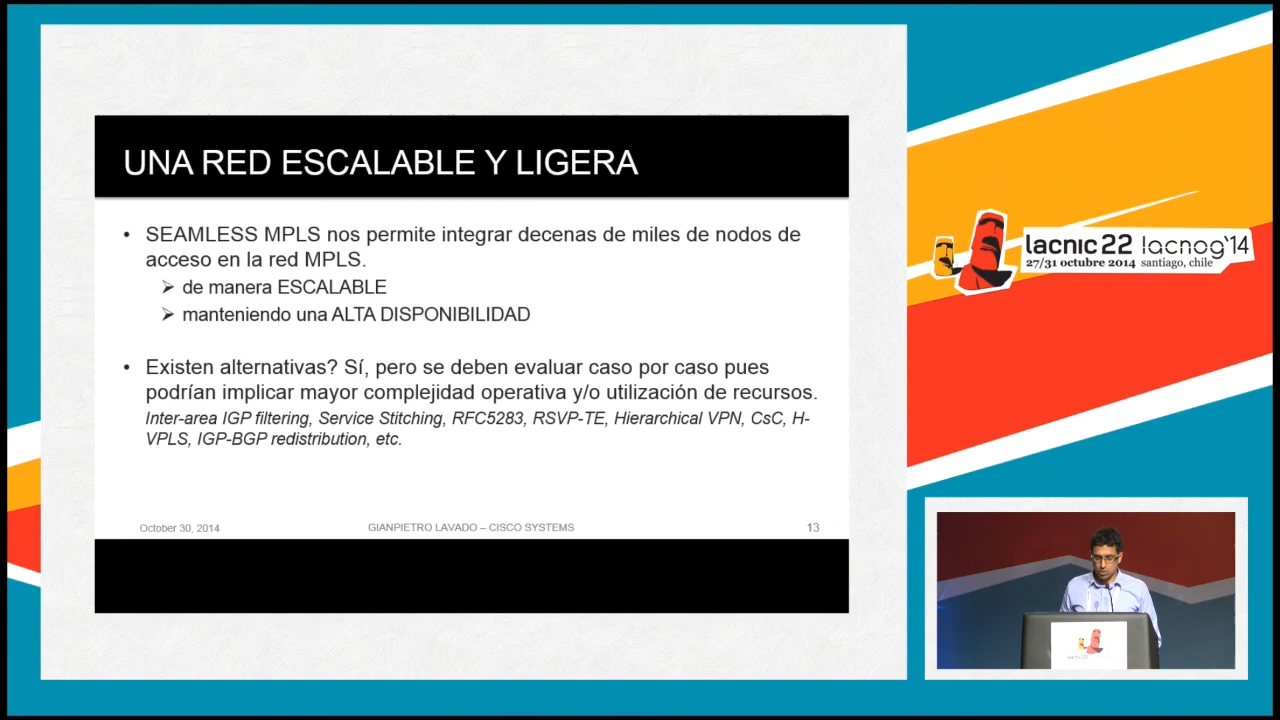 UNA RED ESCALABLE Y LIGERA
• SEAMLESS MPLS nos permite integrar decenas de miles de nodos de
acceso en la red MPLS.
➢ de manera ESCALABLE
➢ manteniendo una ALTA DISPONIBILIDAD
• Existen alternativas? Sí, pero se deben evaluar caso por caso pues
podrían implicar mayor complejidad operativa y/o utilización de recursos.
Inter-area IGP filtering, Service Stitching, RFC5283, RSVP-TE, Hierarchical VPN, CsC, H-
VPLS, IGP-BGP redistribution, etc.
October 30, 2014
GIANPIETRO LAVADO – CISCO SYSTEMS
13
lacnic 22 lacnog'14
27/31 octubre 2014 santiago, chile